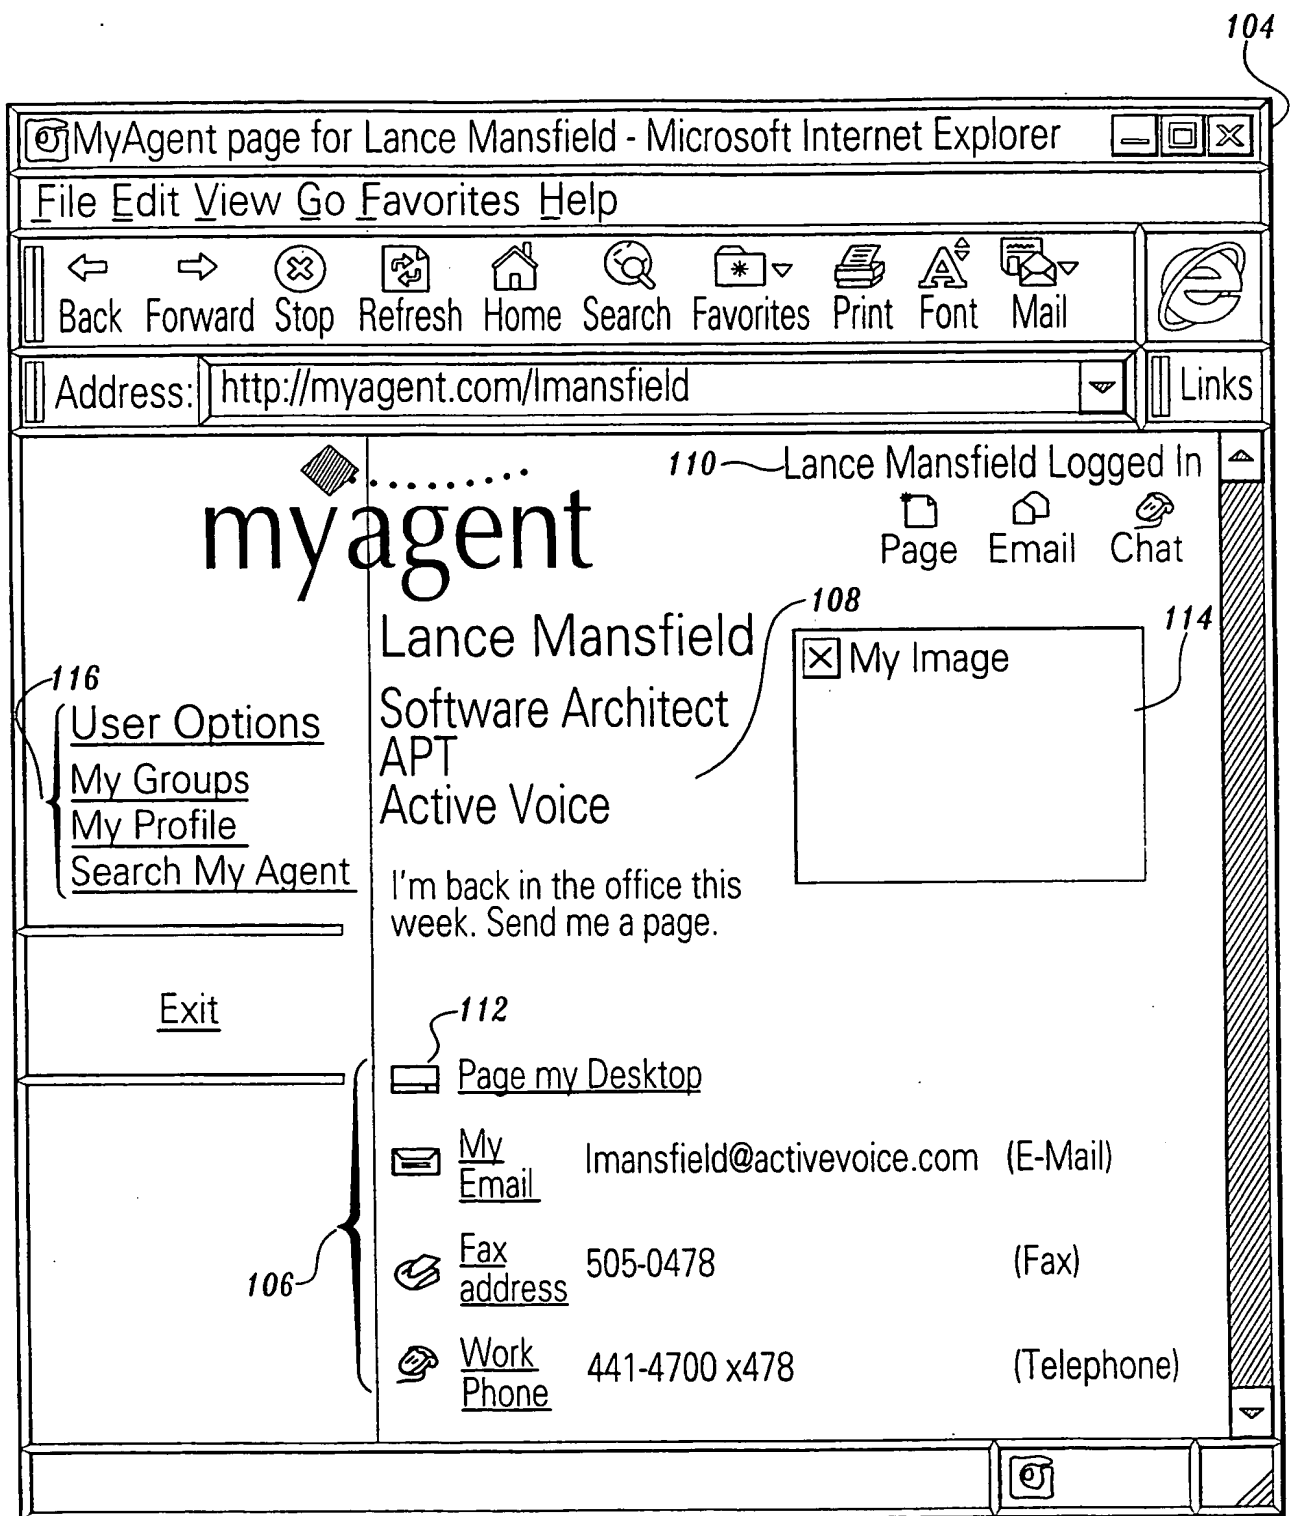 104
MyAgent page for Lance Mansfield - Microsoft Internet Explorer
File Edit View Go Favorites Help
Back Forward Stop Refresh Home Search Favorites Print Font Mail
Address: http://myagent.com/lmansfield Links
110 Lance Mansfield Logged In
myagent
Page Email Chat
108
114
Lance Mansfield
My Image
116
Software Architect
User Options
APT
My Groups
Active Voice
My Profile
Search My Agent
I'm back in the office this
week. Send me a page.
Exit
112
Page my Desktop
My
Email lmansfield@activevoice.com (E-Mail)
106
Fax
address 505-0478 (Fax)
Work
Phone 441-4700 x478 (Telephone)